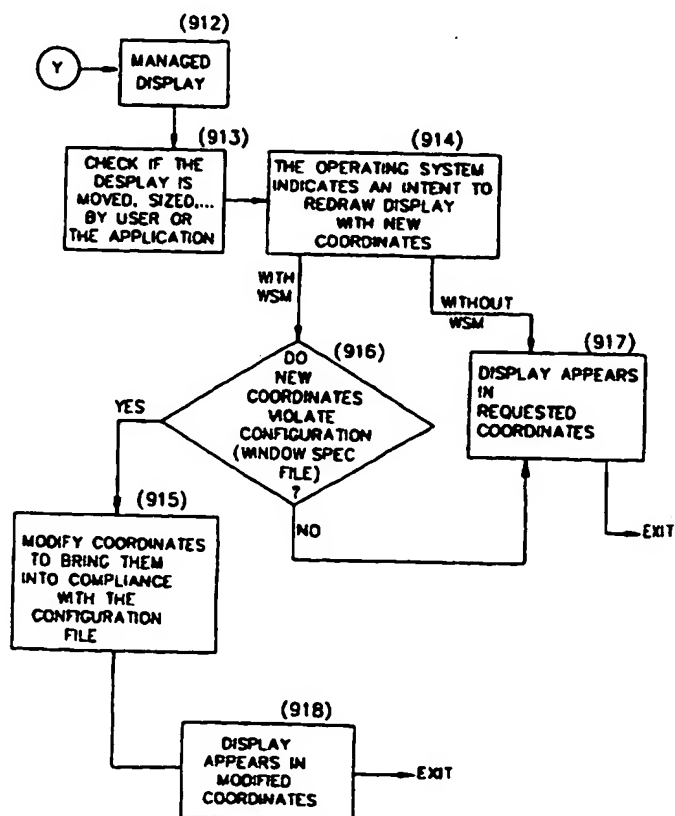 (912)
Y
MANAGED
DISPLAY
(913)
CHECK IF THE
DESPLAY IS
MOVED, SIZED,...
BY USER OR
THE APPLICATION
(914)
THE OPERATING SYSTEM
INDICATES AN INTENT TO
REDRAW DISPLAY
WITH NEW
COORDINATES
WITH
WSM
WITHOUT
WSM
(916)
DO
NEW
COORDINATES
VIOLATE
CONFIGURATION
(WINDOW SPEC
FILE)
?
YES
NO
(917)
DISPLAY APPEARS
IN
REQUESTED
COORDINATES
EXIT
(915)
MODIFY COORDINATES
TO BRING THEM
INTO COMPLIANCE
WITH THE
CONFIGURATION
FILE
(918)
DISPLAY
APPEARS IN
MODIFIED
COORDINATES
EXIT